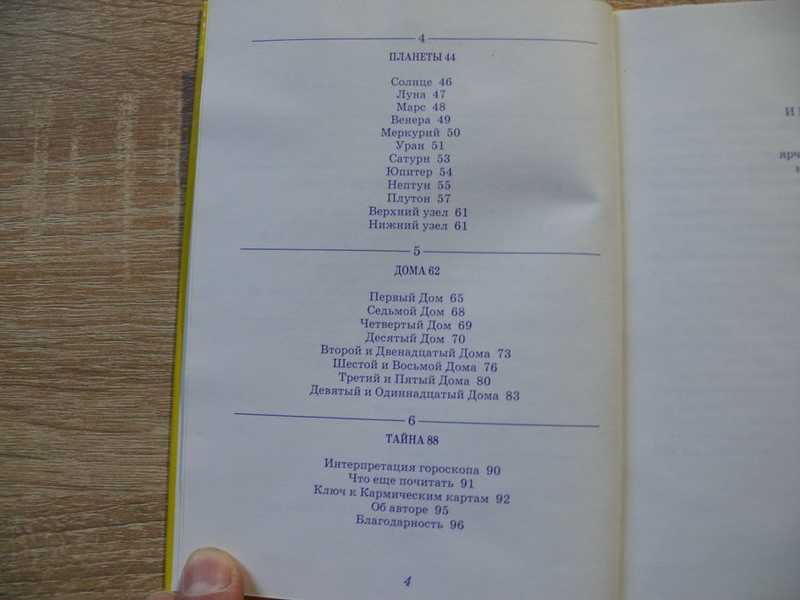 4
ПЛАНЕТЫ 44
Солнце 46
Луна 47
Марс 48
Венера 49
Меркурий 50
Уран 51
Сатурн 53
Юпитер 54
Нептун 55
Плутон 57
Верхний узел 61
Нижний узел 61
5
ДОМА 62
Первый Дом 65
Седьмой Дом 68
Четвертый Дом 69
Десятый Дом 70
Второй и Двенадцатый Дома 73
Шестой и Восьмой Дома 76
Третий и Пятый Дома 80
Девятый и Одиннадцатый Дома 83
6
ТАЙНА 88
Интерпретация гороскопа 90
Что еще почитать 91
Ключ к Кармическим картам 92
Об авторе 95
Благодарность 96
4